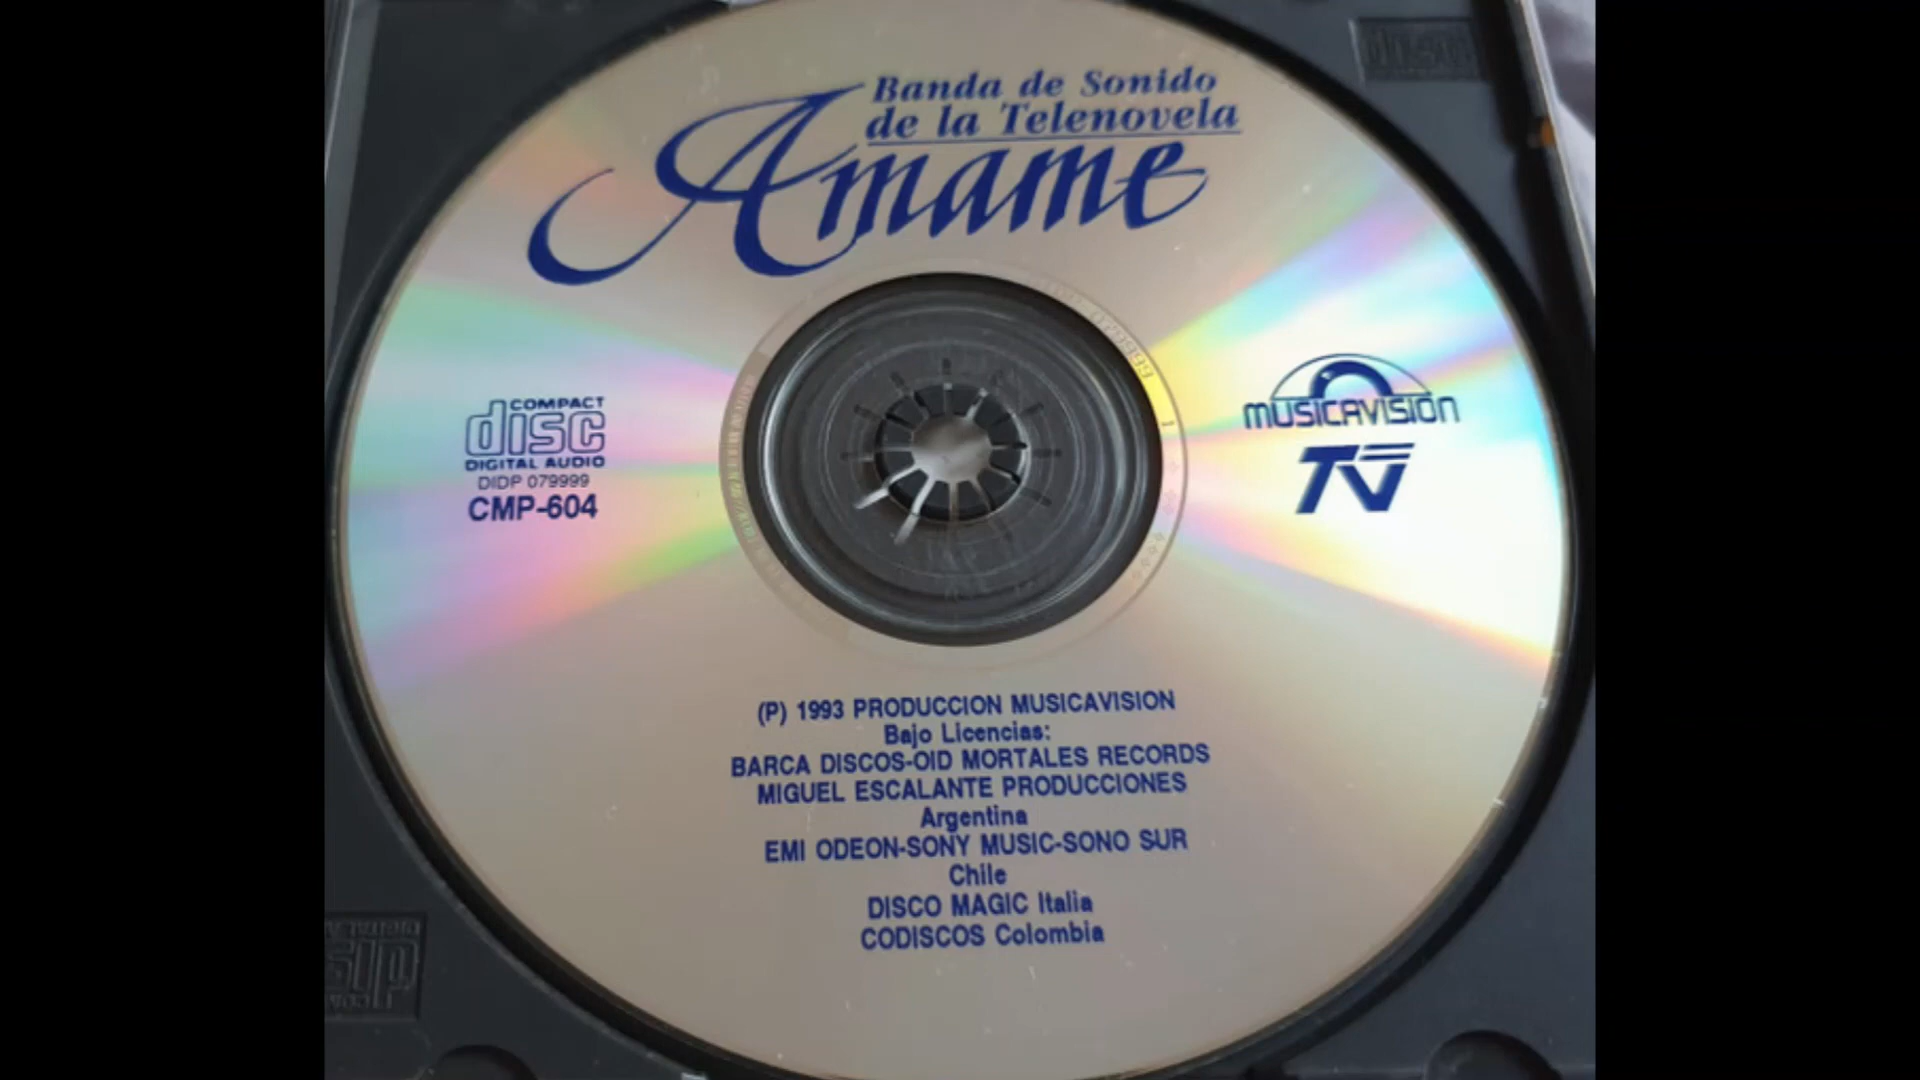 Banda de Sonido
de la Telenovela
Amame
COMPACT
disc
DIGITAL AUDIO
DIDP 079999
CMP-604
MUSICAVISION
TV
(P) 1993 PRODUCCION MUSICAVISION
Bajo Licencias:
BARCA DISCOS-OID MORTALES RECORDS
MIGUEL ESCALANTE PRODUCCIONES
Argentina
EMI ODEON-SONY MUSIC-SONO SUR
Chile
DISCO MAGIC Italia
CODISCOS Colombia